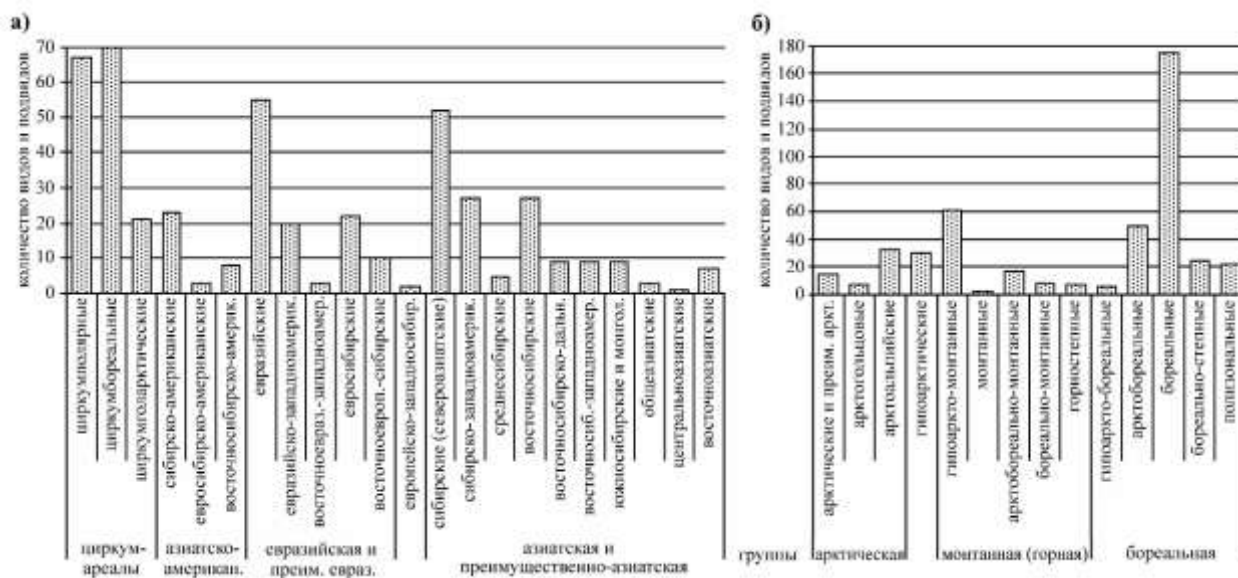 а)
количество видов и подвидов
70
60
50
40
30
20
10
0
циркумполярные
циркумбореальные
циркумголарктические
сибирско-американские
евросибирско-американские
восточносибирско-америк.
евразийские
евразийско-западноамерик.
восточноевраз.-западноамер.
евросибирские
восточноевроп.-сибирские
европейско-западносибир.
сибирские (североазиатские)
сибирско-западноамерик.
среднесибирские
восточносибирские
восточносибирско-дальн.
восточносиб.-западноамер.
южносибирские и монгол.
общеазиатские
центральноазиатские
восточноазиатские
циркум-
ареалы
азиатско-
американ.
евразийская и
преим. евраз.
азиатская и
преимущественно-азиатская
группы
б)
количество видов и подвидов
180
160
140
120
100
80
60
40
20
0
арктические и преим. аркт.
арктогольцовые
арктоальпийские
гипоарктические
гипоаркто-монтанные
монтанные
арктобореально-монтанные
бореально-монтанные
горностепные
гипоаркто-бореальные
арктобореальные
бореальные
бореально-степные
полизональные
арктическая
монтанная (горная)
бореальная